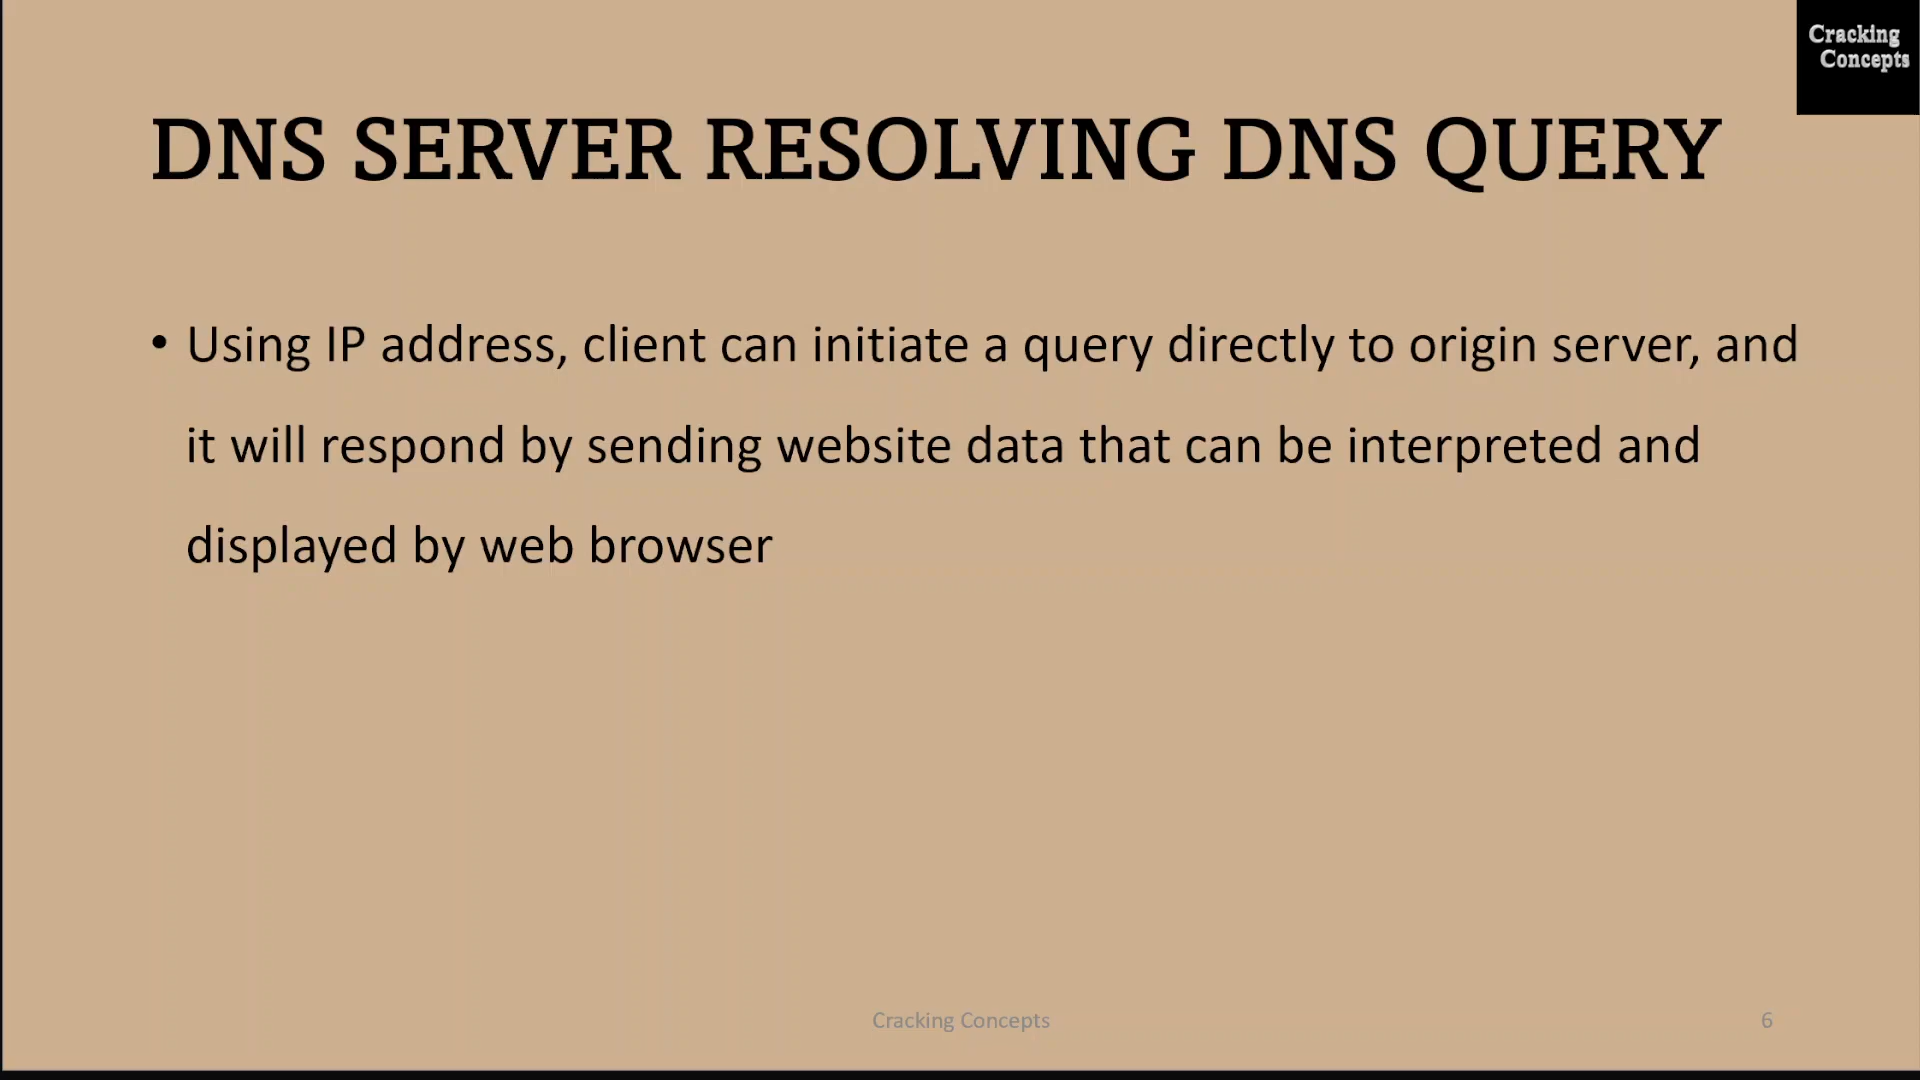 Cracking
Concepts
DNS SERVER RESOLVING DNS QUERY
• Using IP address, client can initiate a query directly to origin server, and
it will respond by sending website data that can be interpreted and
displayed by web browser
Cracking Concepts
6